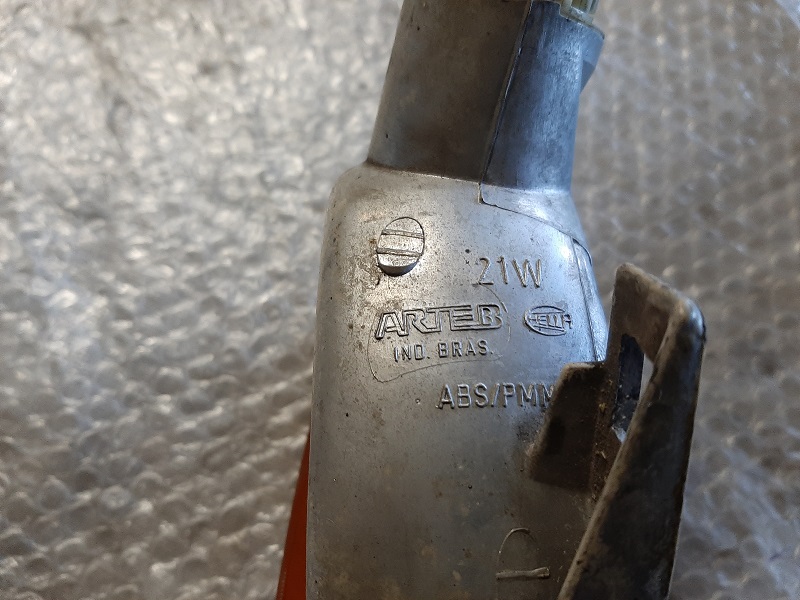 21W
ARTEB HELLA
IND. BRAS.
ABS./PMM